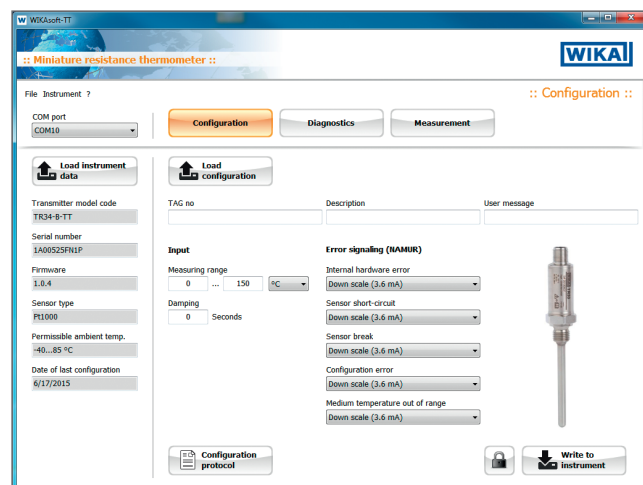 WIKAsoft-TT
:: Miniature resistance thermometer ::
WIKA
File Instrument ?
:: Configuration ::
COM port
COM10
Configuration
Diagnostics
Measurement
Load instrument
data
Load
configuration
Transmitter model code
TR34-B-TT
Serial number
1A00525FN1P
Firmware
1.0.4
Sensor type
Pt1000
Permissible ambient temp.
-40...85 °C
Date of last configuration
6/17/2015
TAG no
Description
User message
Input
Measuring range
0 ... 150 °C
Damping
0 Seconds
Error signaling (NAMUR)
Internal hardware error
Down scale (3.6 mA)
Sensor short-circuit
Down scale (3.6 mA)
Sensor break
Down scale (3.6 mA)
Configuration error
Down scale (3.6 mA)
Medium temperature out of range
Down scale (3.6 mA)
Configuration
protocol
Write to
instrument